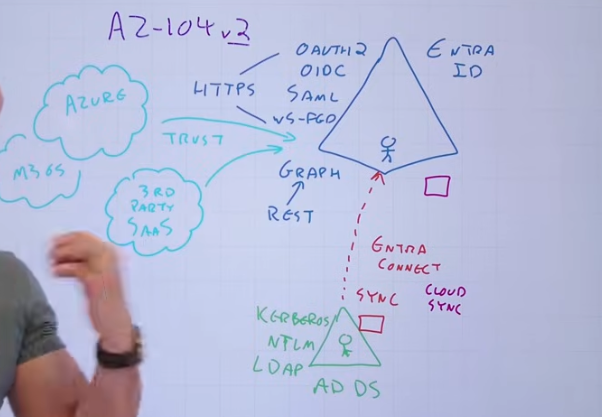 AZ-104 v2
OAUTH2
OIDC
SAML
WS-FED
HTTPS
ENTRA
ID
AZURE
M365
3RD
PARTY
SAAS
TRUST
GRAPH
REST
ENTRA
CONNECT
SYNC
CLOUD
SYNC
KERBEROS
NTLM
LDAP
AD DS